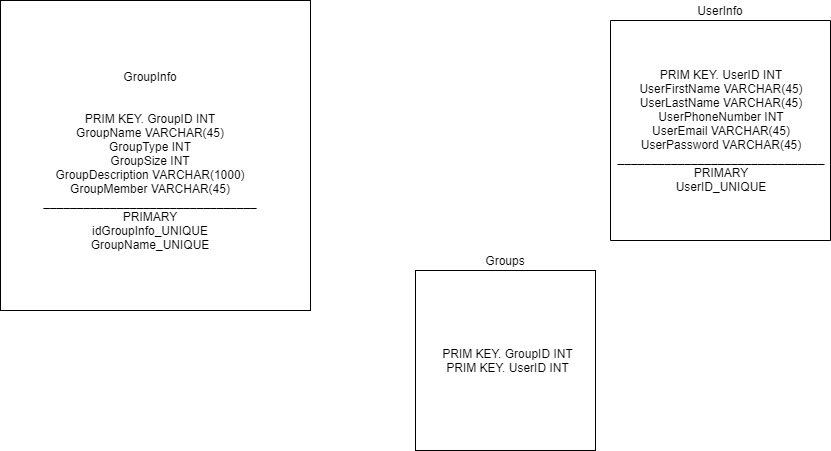 GroupInfo
PRIM KEY. GroupID INT
GroupName VARCHAR(45)
GroupType INT
GroupSize INT
GroupDescription VARCHAR(1000)
GroupMember VARCHAR(45)
________________________________
PRIMARY
idGroupInfo_UNIQUE
GroupName_UNIQUE
UserInfo
PRIM KEY. UserID INT
UserFirstName VARCHAR(45)
UserLastName VARCHAR(45)
UserPhoneNumber INT
UserEmail VARCHAR(45)
UserPassword VARCHAR(45)
_______________________________
PRIMARY
UserID_UNIQUE
Groups
PRIM KEY. GroupID INT
PRIM KEY. UserID INT